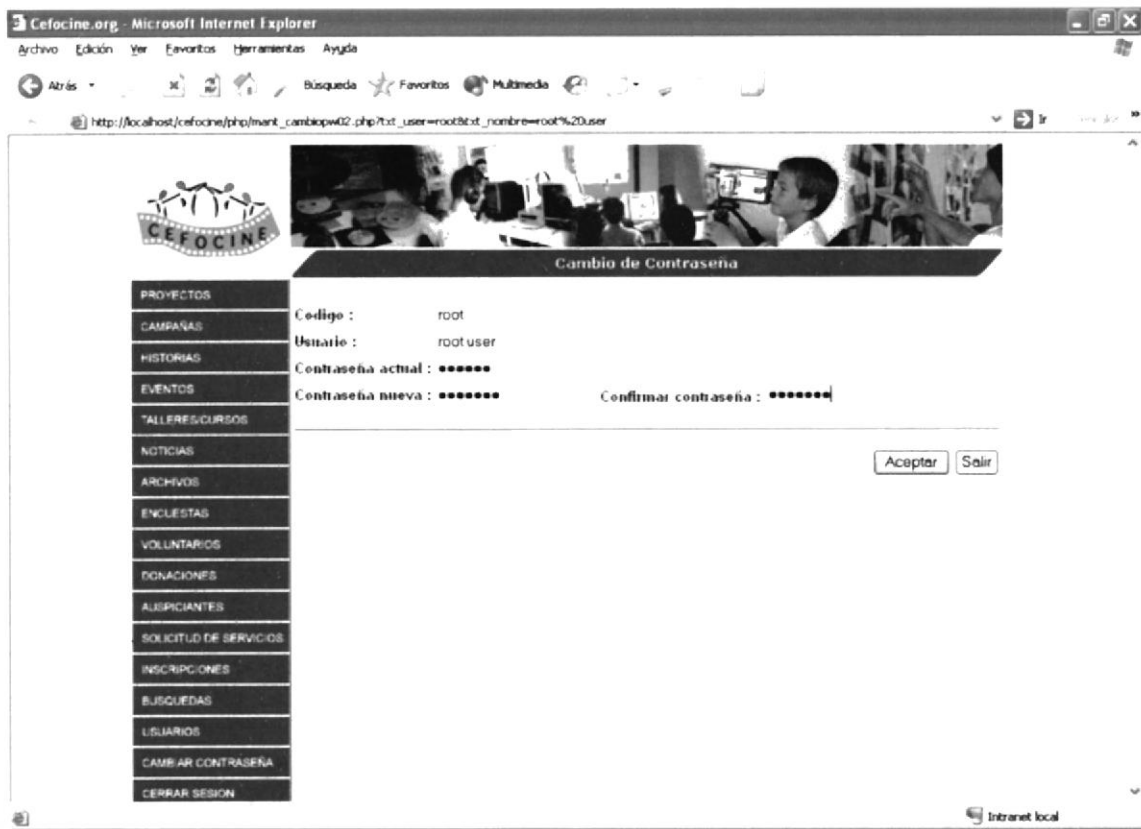 Cefocine.org - Microsoft Internet Explorer
Archivo Edición Ver Favoritos Herramientas Ayuda
Atrás Búsqueda Favoritos Multimedia
http://localhost/cefocine/php/mant_cambiopw02.php?txt_user=root&txt_nombre=root%20user Ir
CEFOCINE
Cambio de Contraseña
PROYECTOS
CAMPAÑAS
HISTORIAS
EVENTOS
TALLERES/CURSOS
NOTICIAS
ARCHIVOS
ENCUESTAS
VOLUNTARIOS
DONACIONES
AUSPICIANTES
SOLICITUD DE SERVICIOS
INSCRIPCIONES
BUSQUEDAS
USUARIOS
CAMBIAR CONTRASEÑA
CERRAR SESION
Codigo : root
Usuario : root user
Contraseña actual : ●●●●●●
Contraseña nueva : ●●●●●●● Confirmar contraseña : ●●●●●●●
Aceptar Salir
Intranet local